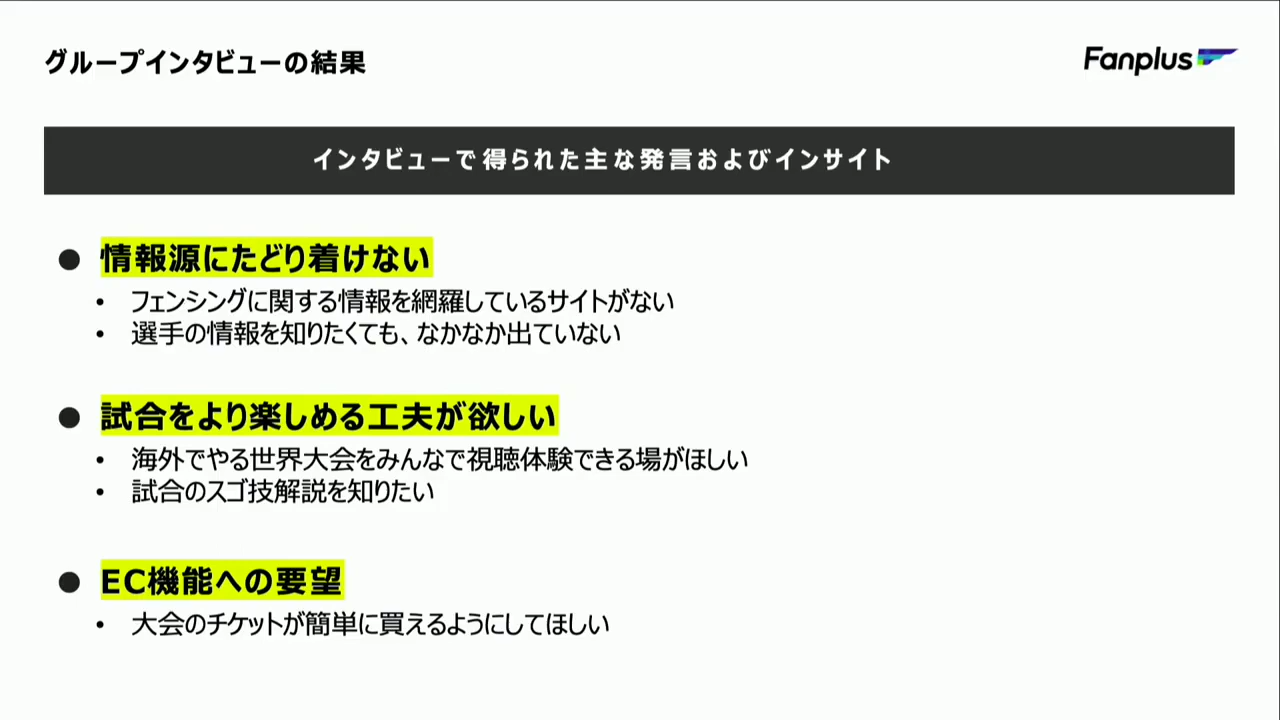 グループインタビューの結果
Fanplus
インタビューで得られた主な発言およびインサイト
● 情報源にたどり着けない
• フェンシングに関する情報を網羅しているサイトがない
• 選手の情報を知りたくても、なかなか出ていない
● 試合をより楽しめる工夫が欲しい
• 海外でやる世界大会をみんなで視聴体験できる場がほしい
• 試合のスゴ技解説を知りたい
● EC機能への要望
• 大会のチケットが簡単に買えるようにしてほしい